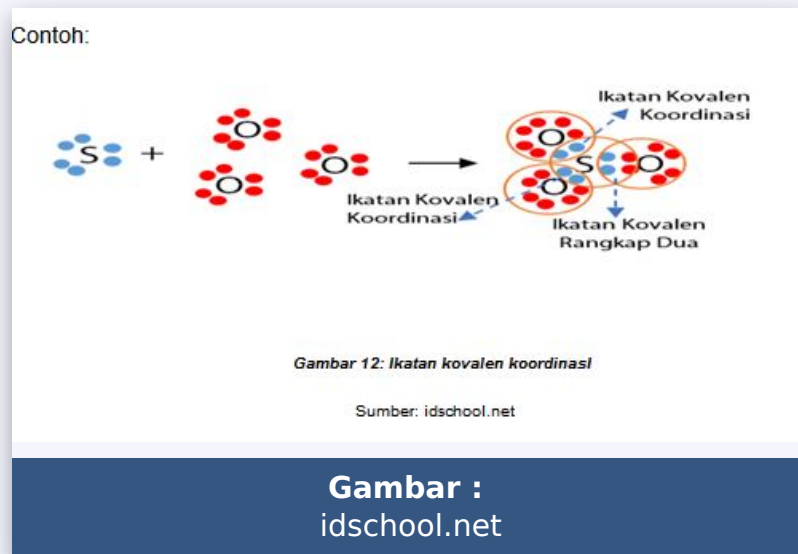 Contoh:
Ikatan Kovalen
Koordinasi
O
O
S
+
O
O
S
O
O
Ikatan Kovalen
Koordinasi
Ikatan Kovalen
Rangkap Dua
Gambar 12: Ikatan kovalen koordinasI
Sumber: idschool.net
Gambar :
idschool.net